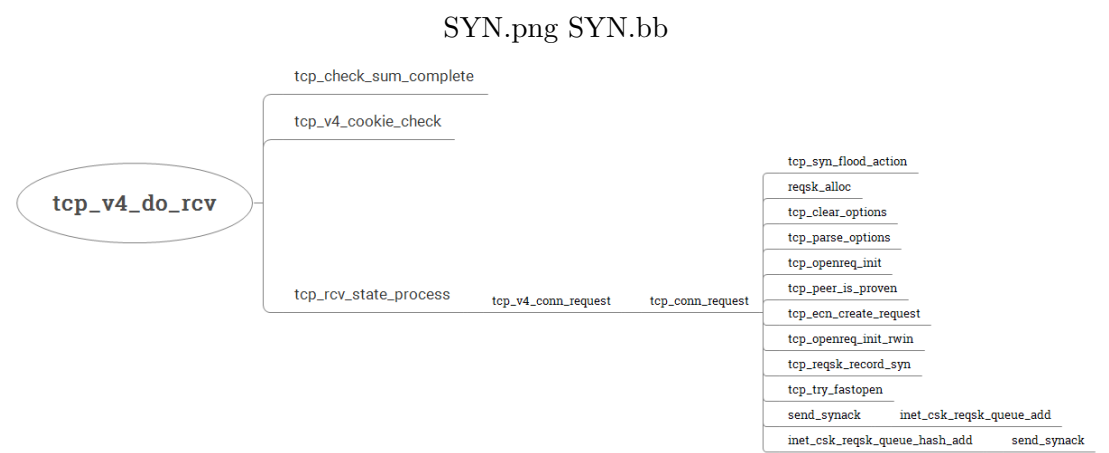 SYN.png SYN.bb
tcp_check_sum_complete
tcp_v4_cookie_check
tcp_v4_do_rcv
tcp_rcv_state_process
tcp_v4_conn_request
tcp_conn_request
tcp_syn_flood_action
reqsk_alloc
tcp_clear_options
tcp_parse_options
tcp_openreq_init
tcp_peer_is_proven
tcp_ecn_create_request
tcp_openreq_init_rwin
tcp_reqsk_record_syn
tcp_try_fastopen
send_synack inet_csk_reqsk_queue_add
inet_csk_reqsk_queue_hash_add send_synack